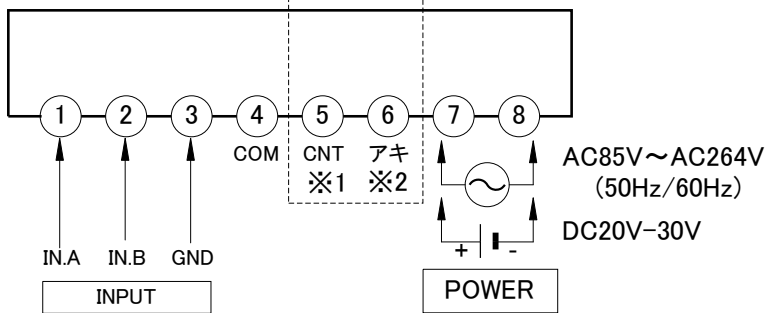 1 2 3 4 5 6 7 8
COM CNT アキ
※1 ※2
AC85V～AC264V
(50Hz/60Hz)
DC20V-30V
+ -
IN.A IN.B GND
INPUT
POWER